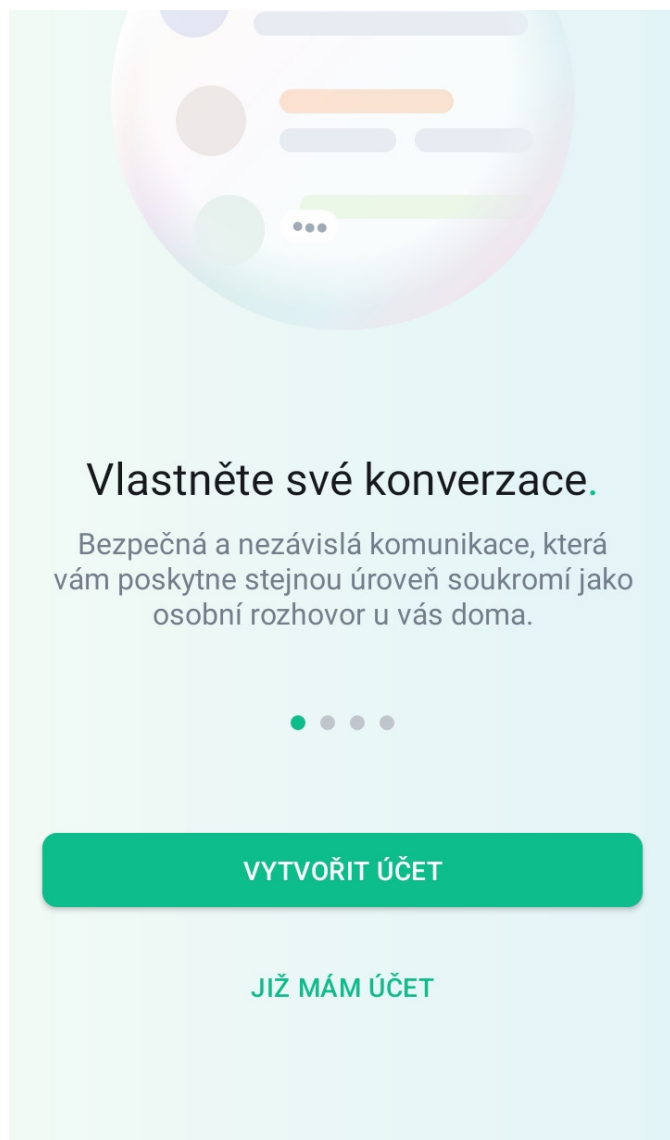 Vlastněte své konverzace.
Bezpečná a nezávislá komunikace, která
vám poskytne stejnou úroveň soukromí jako
osobní rozhovor u vás doma.
VYTVOŘIT ÚČET
JIŽ MÁM ÚČET